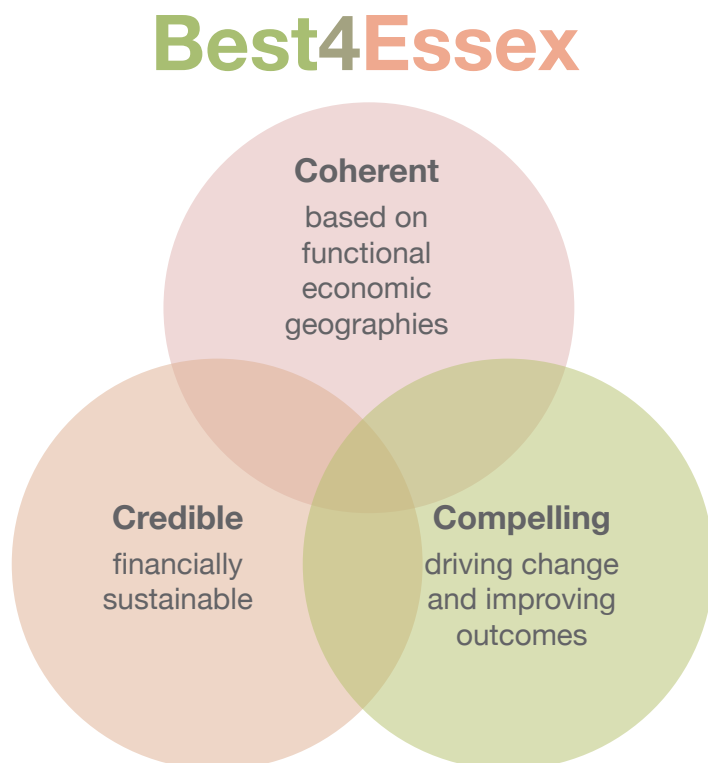 Best4Essex
Coherent
based on
functional
economic
geographies
Credible
financially
sustainable
Compelling
driving change
and improving
outcomes